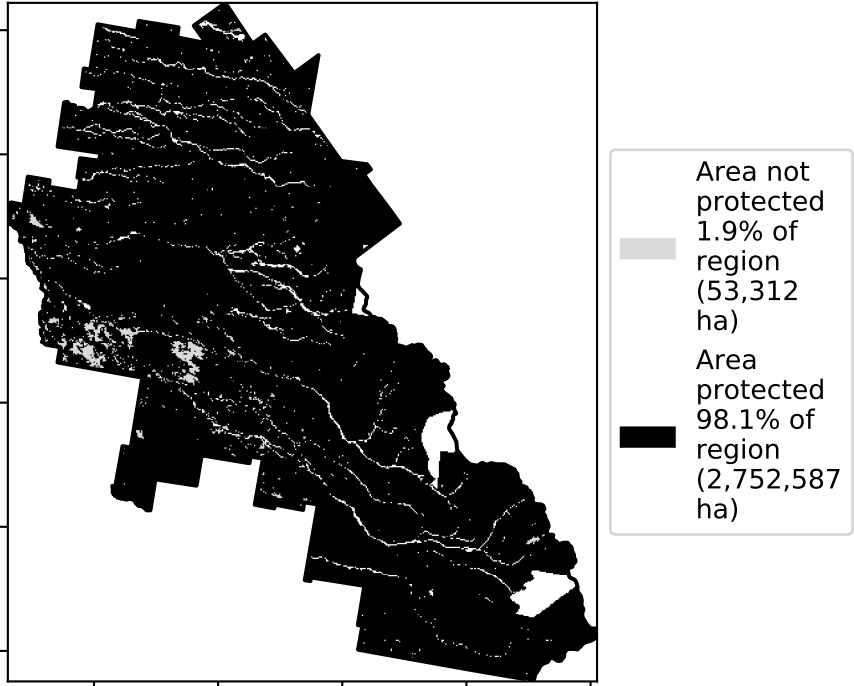 Area not
protected
1.9% of
region
(53,312
ha)
Area
protected
98.1% of
region
(2,752,587
ha)